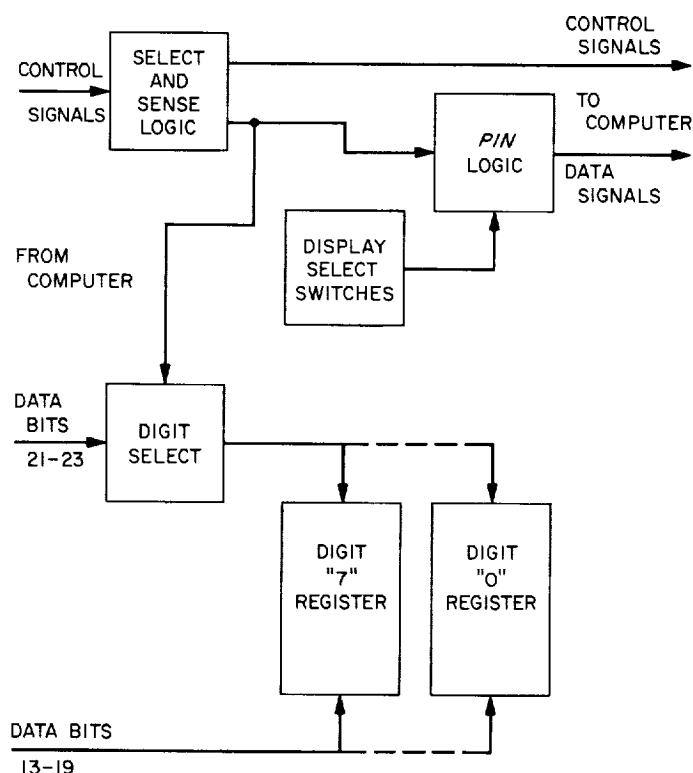 CONTROL
SIGNALS
SELECT
AND
SENSE
LOGIC
CONTROL
SIGNALS
TO
COMPUTER
PIN
LOGIC
DATA
SIGNALS
DISPLAY
SELECT
SWITCHES
FROM
COMPUTER
DATA
BITS
21-23
DIGIT
SELECT
DIGIT
"7"
REGISTER
DIGIT
"0"
REGISTER
DATA BITS
13-19